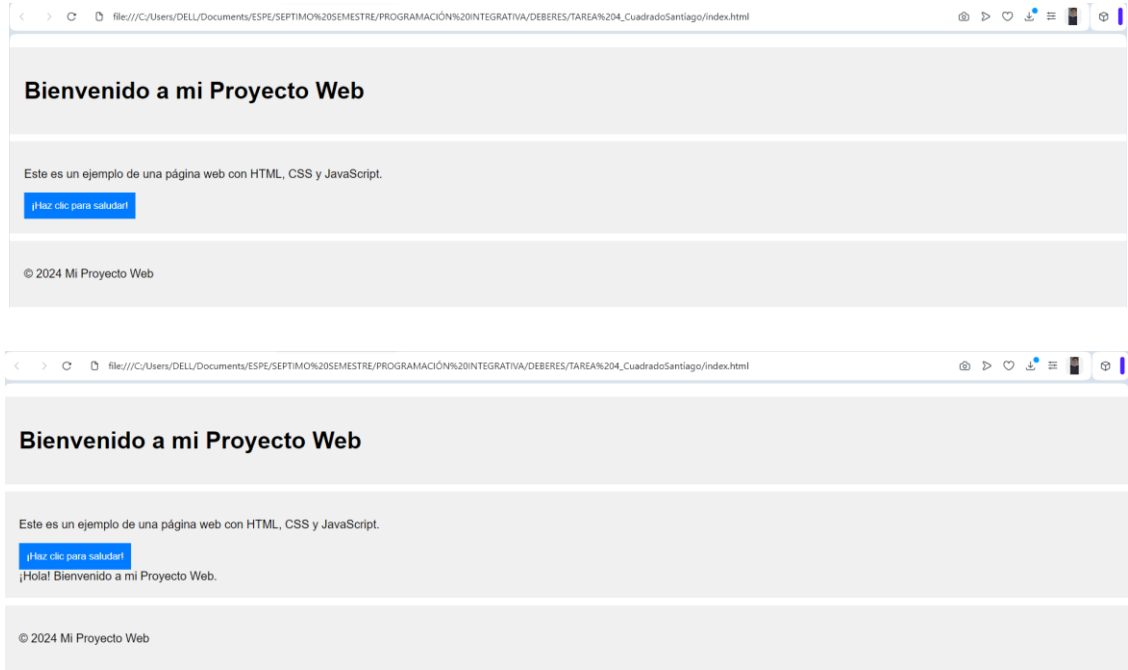 file:///C:/Users/DELL/Documents/ESPE/SEPTIMO%20SEMESTRE/PROGRAMACIÓN%20INTEGRATIVA/DEBERES/TAREA%204_CuadradoSantiago/index.html
Bienvenido a mi Proyecto Web
Este es un ejemplo de una página web con HTML, CSS y JavaScript.
¡Haz clic para saludar!
© 2024 Mi Proyecto Web
file:///C:/Users/DELL/Documents/ESPE/SEPTIMO%20SEMESTRE/PROGRAMACIÓN%20INTEGRATIVA/DEBERES/TAREA%204_CuadradoSantiago/index.html
Bienvenido a mi Proyecto Web
Este es un ejemplo de una página web con HTML, CSS y JavaScript.
¡Haz clic para saludar!
¡Hola! Bienvenido a mi Proyecto Web.
© 2024 Mi Proyecto Web